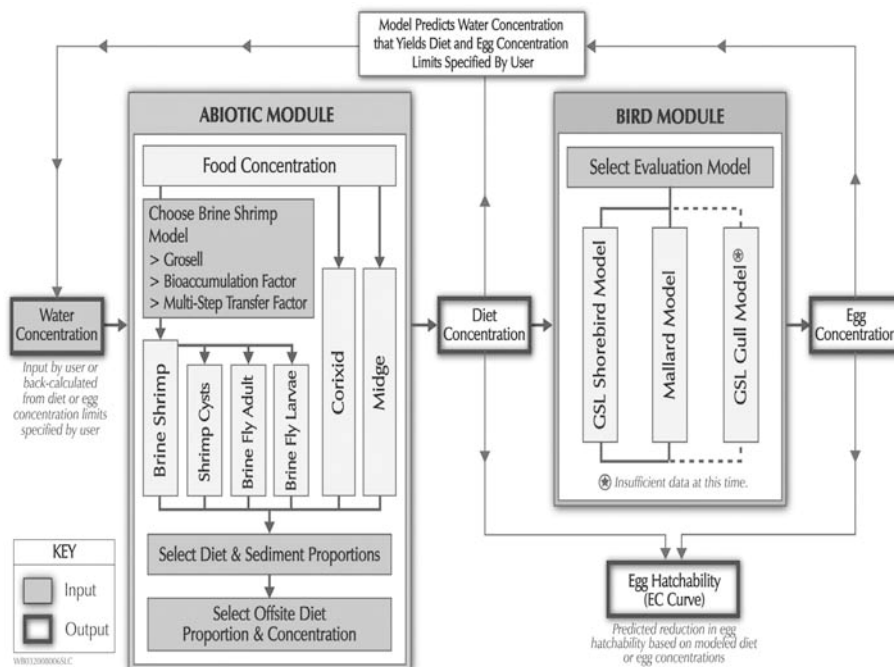 Model Predicts Water Concentration
that Yields Diet and Egg Concentration
Limits Specified By User
ABIOTIC MODULE
Food Concentration
Choose Brine Shrimp
Model
> Grosell
> Bioaccumulation Factor
> Multi-Step Transfer Factor
Brine Shrimp
Shrimp Cysts
Brine Fly Adult
Brine Fly Larvae
Corixid
Midge
Select Diet & Sediment Proportions
Select Offsite Diet
Proportion & Concentration
Water
Concentration
Input by user or
back-calculated
from diet or egg
concentration limits
specified by user
Diet
Concentration
BIRD MODULE
Select Evaluation Model
GSL Shorebird Model
Mallard Model
GSL Gull Model⍟
⍟ Insufficient data at this time.
Egg
Concentration
Egg Hatchability
(EC Curve)
Predicted reduction in egg
hatchability based on modeled diet
or egg concentrations
KEY
Input
Output
WB032008006SLC